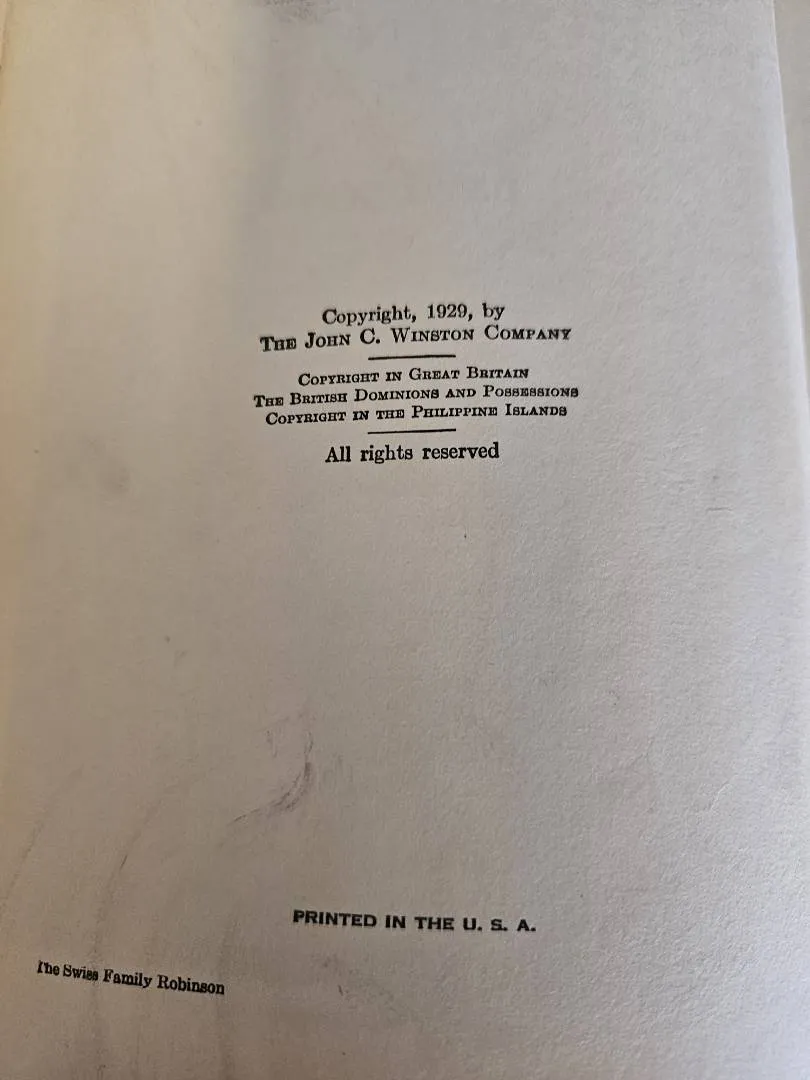 Copyright, 1929, by
THE JOHN C. WINSTON COMPANY
COPYRIGHT IN GREAT BRITAIN
THE BRITISH DOMINIONS AND POSSESSIONS
COPYRIGHT IN THE PHILIPPINE ISLANDS
All rights reserved
PRINTED IN THE U. S. A.
The Swiss Family Robinson